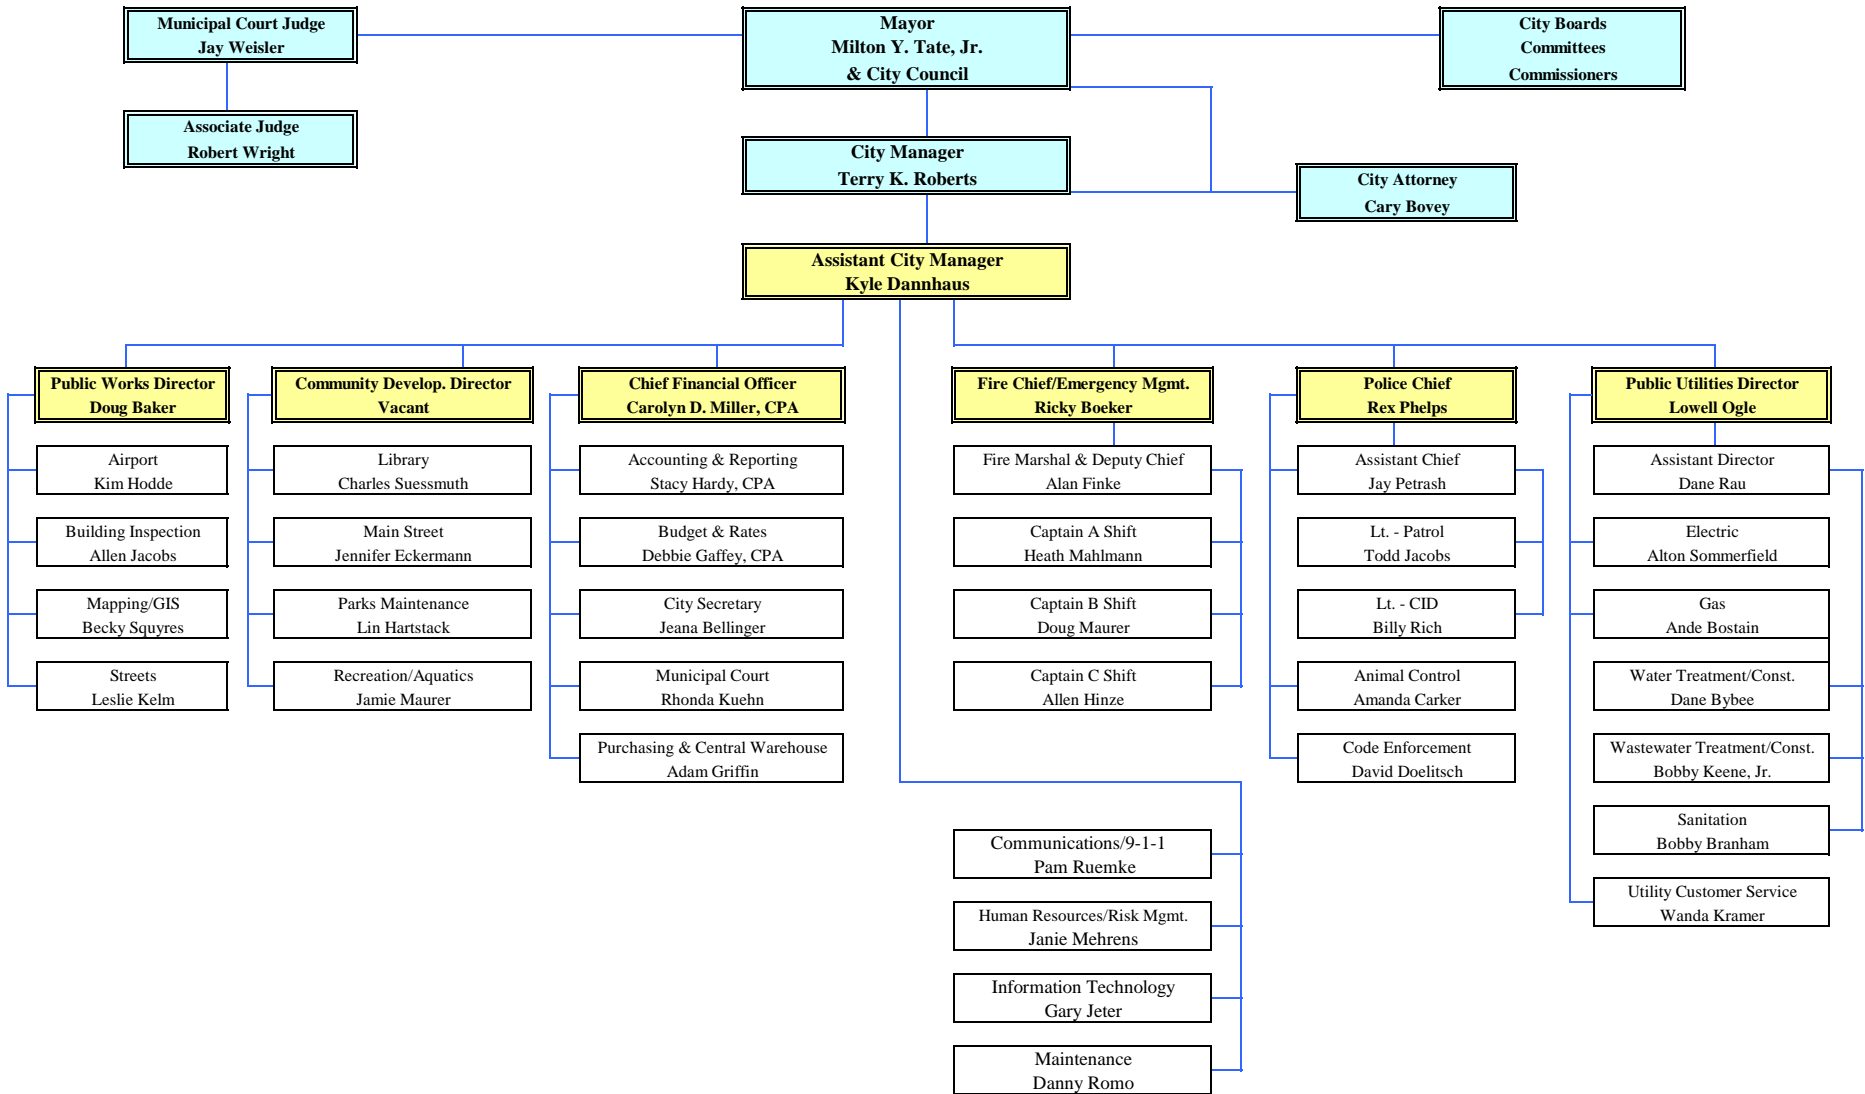 Municipal Court Judge
Jay Weisler
Mayor
Milton Y. Tate, Jr.
& City Council
City Boards
Committees
Commissioners
Associate Judge
Robert Wright
City Manager
Terry K. Roberts
City Attorney
Cary Bovey
Assistant City Manager
Kyle Dannhaus
Public Works Director
Doug Baker
Airport
Kim Hodde
Building Inspection
Allen Jacobs
Mapping/GIS
Becky Squyres
Streets
Leslie Kelm
Community Develop. Director
Vacant
Library
Charles Suessmuth
Main Street
Jennifer Eckermann
Parks Maintenance
Lin Hartstack
Recreation/Aquatics
Jamie Maurer
Chief Financial Officer
Carolyn D. Miller, CPA
Accounting & Reporting
Stacy Hardy, CPA
Budget & Rates
Debbie Gaffey, CPA
City Secretary
Jeana Bellinger
Municipal Court
Rhonda Kuehn
Purchasing & Central Warehouse
Adam Griffin
Fire Chief/Emergency Mgmt.
Ricky Boeker
Fire Marshal & Deputy Chief
Alan Finke
Captain A Shift
Heath Mahlmann
Captain B Shift
Doug Maurer
Captain C Shift
Allen Hinze
Police Chief
Rex Phelps
Assistant Chief
Jay Petrash
Lt. - Patrol
Todd Jacobs
Lt. - CID
Billy Rich
Animal Control
Amanda Carker
Code Enforcement
David Doelitsch
Public Utilities Director
Lowell Ogle
Assistant Director
Dane Rau
Electric
Alton Sommerfield
Gas
Ande Bostain
Water Treatment/Const.
Dane Bybee
Wastewater Treatment/Const.
Bobby Keene, Jr.
Sanitation
Bobby Branham
Utility Customer Service
Wanda Kramer
Communications/9-1-1
Pam Ruemke
Human Resources/Risk Mgmt.
Janie Mehrens
Information Technology
Gary Jeter
Maintenance
Danny Romo